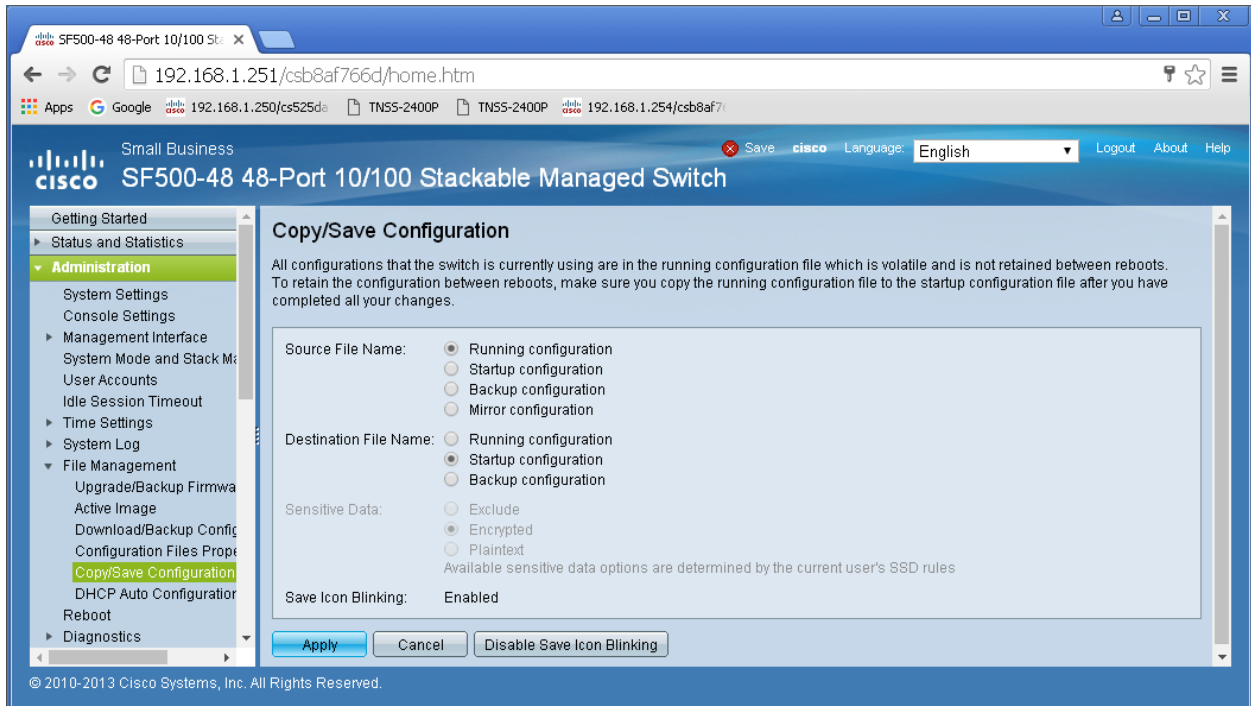 SF500-48 48-Port 10/100 Sta
192.168.1.251/csb8af766d/home.htm
Apps Google 192.168.1.250/cs525da TNSS-2400P TNSS-2400P 192.168.1.254/csb8af76
Small Business
Save cisco Language: English Logout About Help
CISCO SF500-48 48-Port 10/100 Stackable Managed Switch
Getting Started
Status and Statistics
Administration
System Settings
Console Settings
Management Interface
System Mode and Stack Ma
User Accounts
Idle Session Timeout
Time Settings
System Log
File Management
Upgrade/Backup Firmwa
Active Image
Download/Backup Config
Configuration Files Prope
Copy/Save Configuration
DHCP Auto Configuration
Reboot
Diagnostics
Copy/Save Configuration
All configurations that the switch is currently using are in the running configuration file which is volatile and is not retained between reboots.
To retain the configuration between reboots, make sure you copy the running configuration file to the startup configuration file after you have
completed all your changes.
Source File Name: Running configuration
Startup configuration
Backup configuration
Mirror configuration
Destination File Name: Running configuration
Startup configuration
Backup configuration
Sensitive Data: Exclude
Encrypted
Plaintext
Available sensitive data options are determined by the current user's SSD rules
Save Icon Blinking: Enabled
Apply Cancel Disable Save Icon Blinking
© 2010-2013 Cisco Systems, Inc. All Rights Reserved.